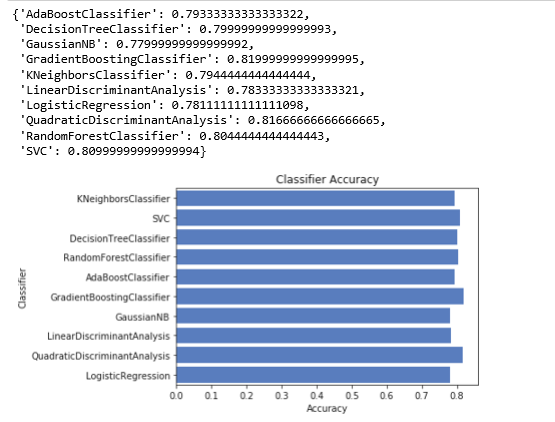 {'AdaBoostClassifier': 0.79333333333333322,
'DecisionTreeClassifier': 0.79999999999999993,
'GaussianNB': 0.77999999999999992,
'GradientBoostingClassifier': 0.81999999999999995,
'KNeighborsClassifier': 0.7944444444444444,
'LinearDiscriminantAnalysis': 0.78333333333333321,
'LogisticRegression': 0.78111111111111098,
'QuadraticDiscriminantAnalysis': 0.81666666666666665,
'RandomForestClassifier': 0.8044444444444443,
'SVC': 0.80999999999999994}
Classifier Accuracy
KNeighborsClassifier
SVC
DecisionTreeClassifier
RandomForestClassifier
AdaBoostClassifier
GradientBoostingClassifier
GaussianNB
LinearDiscriminantAnalysis
QuadraticDiscriminantAnalysis
LogisticRegression
Classifier
0.0 0.1 0.2 0.3 0.4 0.5 0.6 0.7 0.8
Accuracy